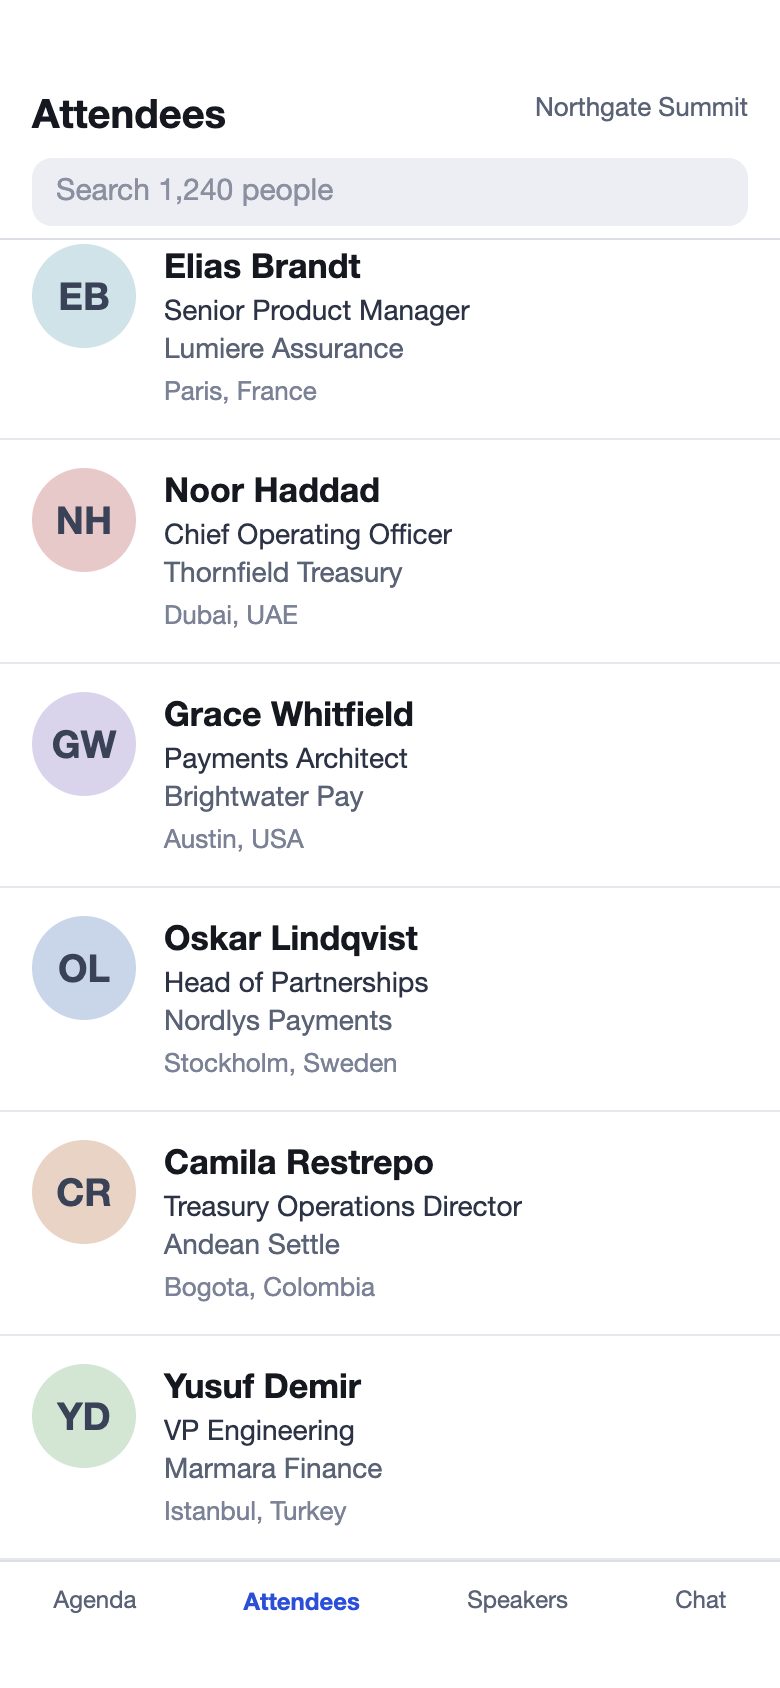 Attendees
Northgate Summit
Search 1,240 people
EB
Elias Brandt
Senior Product Manager
Lumiere Assurance
Paris, France
NH
Noor Haddad
Chief Operating Officer
Thornfield Treasury
Dubai, UAE
GW
Grace Whitfield
Payments Architect
Brightwater Pay
Austin, USA
OL
Oskar Lindqvist
Head of Partnerships
Nordlys Payments
Stockholm, Sweden
CR
Camila Restrepo
Treasury Operations Director
Andean Settle
Bogota, Colombia
YD
Yusuf Demir
VP Engineering
Marmara Finance
Istanbul, Turkey
Agenda
Attendees
Speakers
Chat